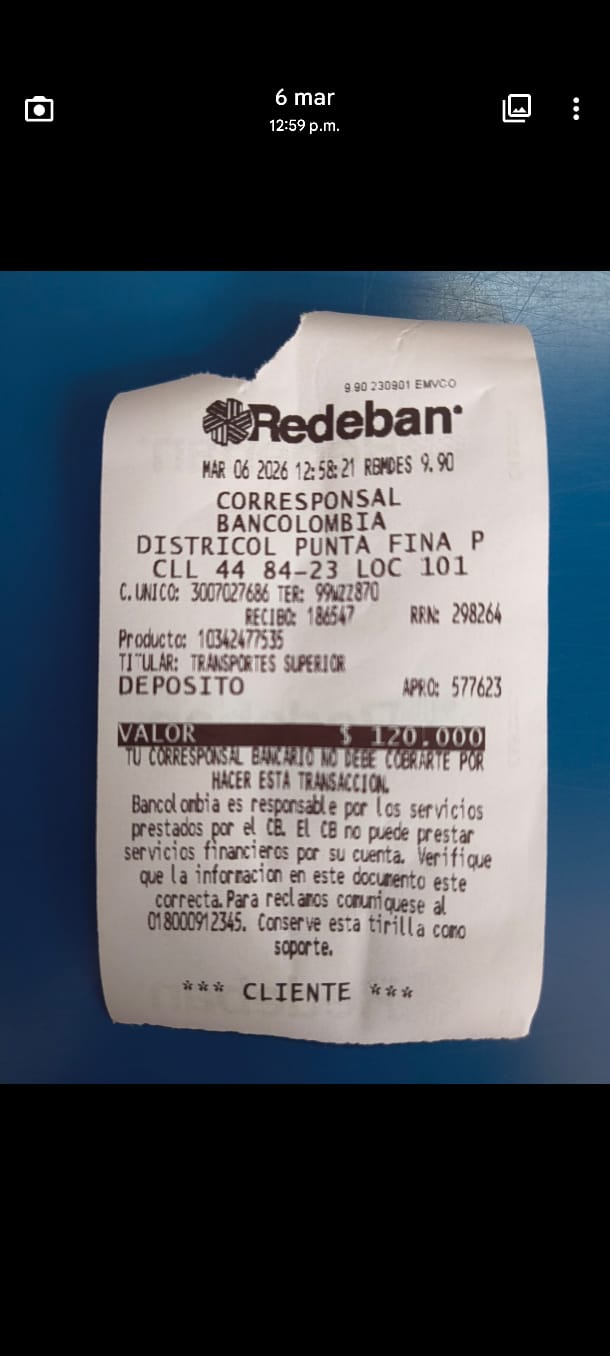 6 mar
12:59 p.m.
9.90 230901 EMVCO
Redeban
MAR 06 2026 12:58:21 RBMDES 9.90
CORRESPONSAL
BANCOLOMBIA
DISTRICOL PUNTA FINA P
CLL 44 84-23 LOC 101
C.UNICO: 3007027686 TER: 99WZZ870
RECIBO: 186547 RRN: 298264
Producto: 10342477535
TITULAR: TRANSPORTES SUPERIOR
DEPOSITO APRO: 577623
VALOR $ 120.000
TU CORRESPONSAL BANCARIO NO DEBE COBRARTE POR
HACER ESTA TRANSACCION.
Bancolombia es responsable por los servicios
prestados por el CB. El CB no puede prestar
servicios financieros por su cuenta. Verifique
que la informacion en este documento este
correcta.Para reclamos comuniquese al
018000912345. Conserve esta tirilla como
soporte.
*** CLIENTE ***